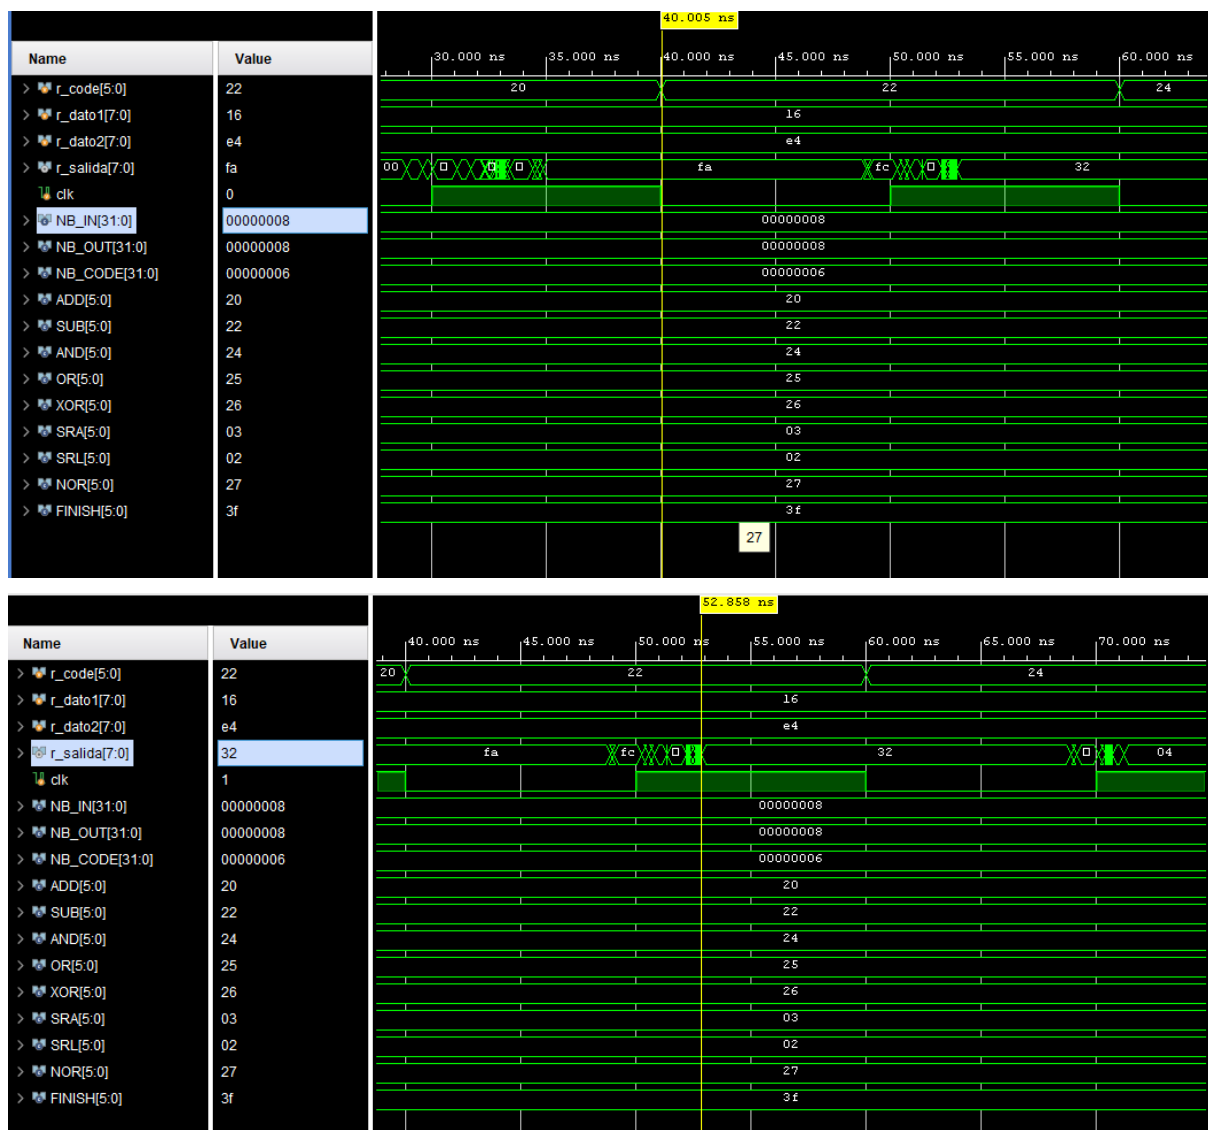 40.005 ns
Name Value 30.000 ns 35.000 ns 40.000 ns 45.000 ns 50.000 ns 55.000 ns 60.000 ns
r_code[5:0] 22 20 22 24
r_dato1[7:0] 16 16
r_dato2[7:0] e4 e4
r_salida[7:0] fa 00 fa fc 32
clk 0
NB_IN[31:0] 00000008 00000008
NB_OUT[31:0] 00000008 00000008
NB_CODE[31:0] 00000006 00000006
ADD[5:0] 20 20
SUB[5:0] 22 22
AND[5:0] 24 24
OR[5:0] 25 25
XOR[5:0] 26 26
SRA[5:0] 03 03
SRL[5:0] 02 02
NOR[5:0] 27 27
FINISH[5:0] 3f 3f
27
52.858 ns
Name Value 40.000 ns 45.000 ns 50.000 ns 55.000 ns 60.000 ns 65.000 ns 70.000 ns
r_code[5:0] 22 20 22 24
r_dato1[7:0] 16 16
r_dato2[7:0] e4 e4
r_salida[7:0] 32 fa fc 32 04
clk 1
NB_IN[31:0] 00000008 00000008
NB_OUT[31:0] 00000008 00000008
NB_CODE[31:0] 00000006 00000006
ADD[5:0] 20 20
SUB[5:0] 22 22
AND[5:0] 24 24
OR[5:0] 25 25
XOR[5:0] 26 26
SRA[5:0] 03 03
SRL[5:0] 02 02
NOR[5:0] 27 27
FINISH[5:0] 3f 3f